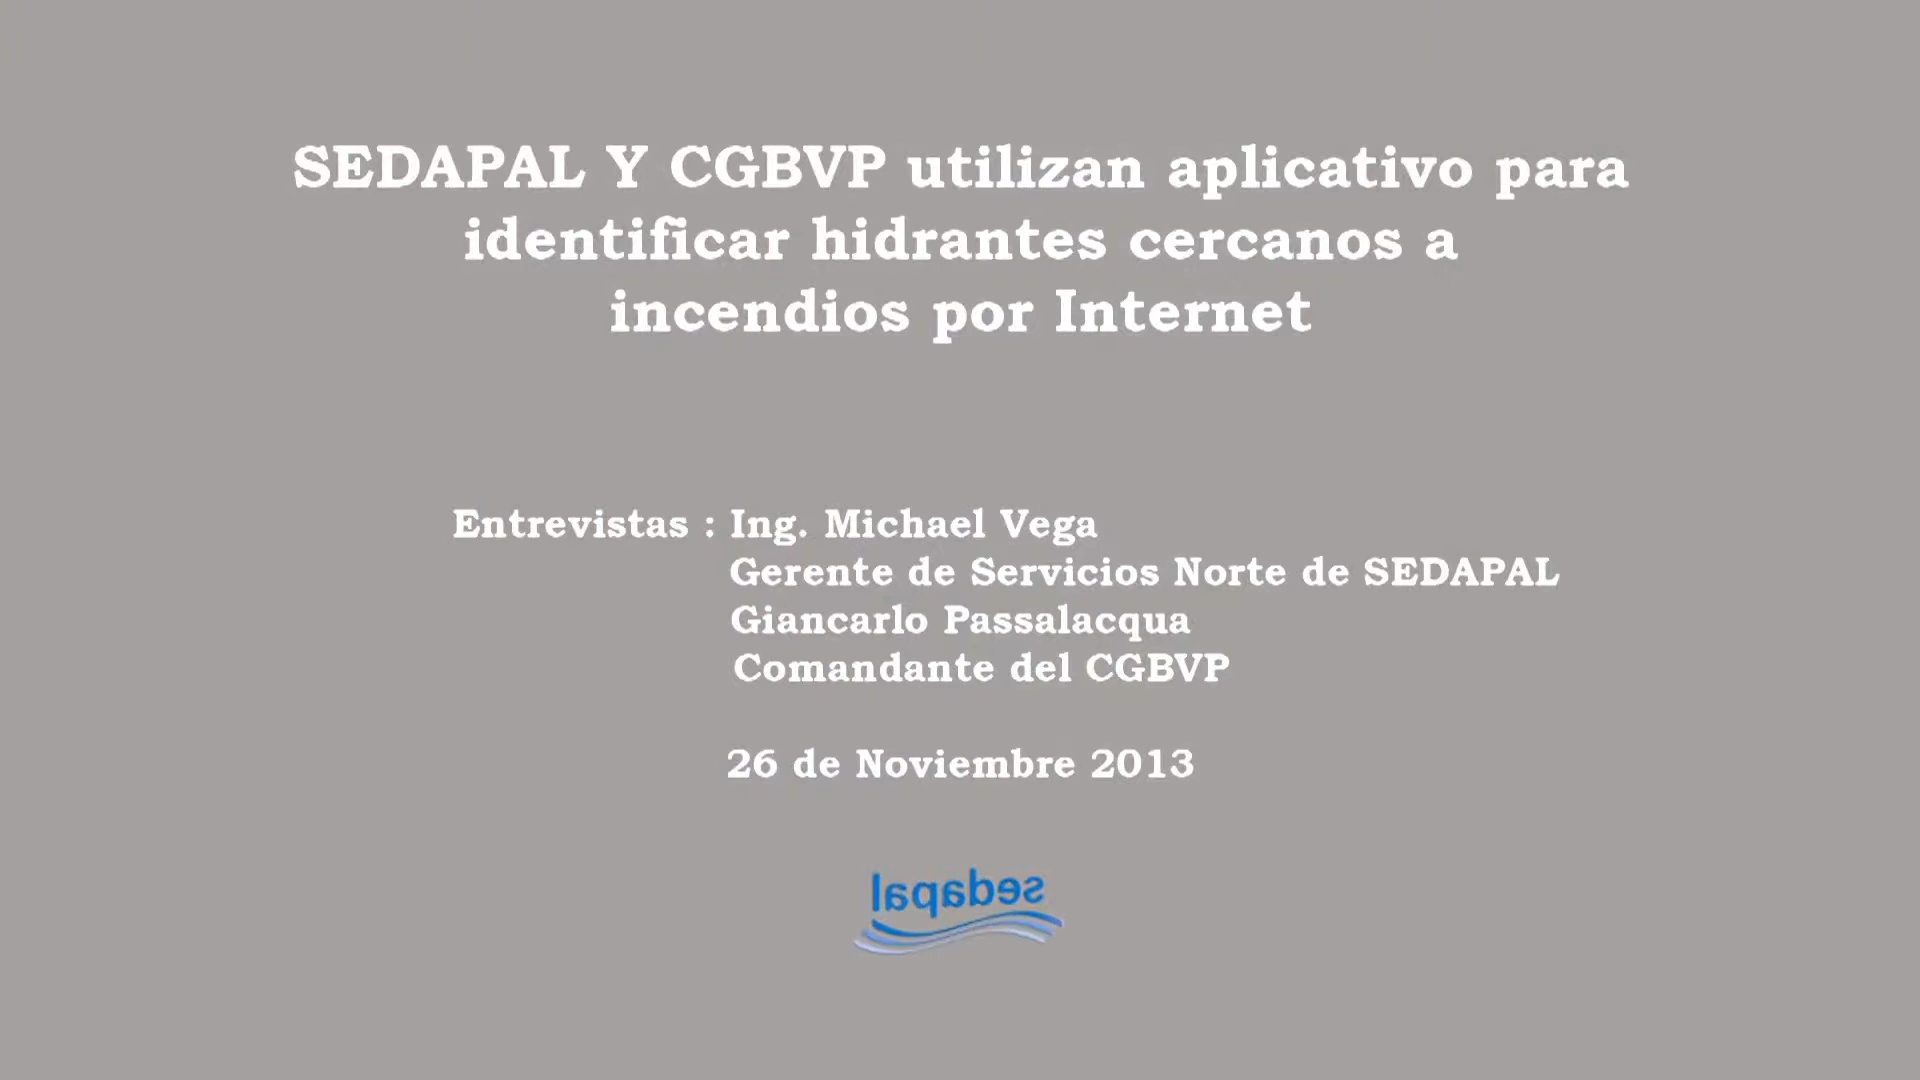 SEDAPAL Y CGBVP utilizan aplicativo para
identificar hidrantes cercanos a
incendios por Internet
Entrevistas : Ing. Michael Vega
Gerente de Servicios Norte de SEDAPAL
Giancarlo Passalacqua
Comandante del CGBVP
26 de Noviembre 2013
sedapal